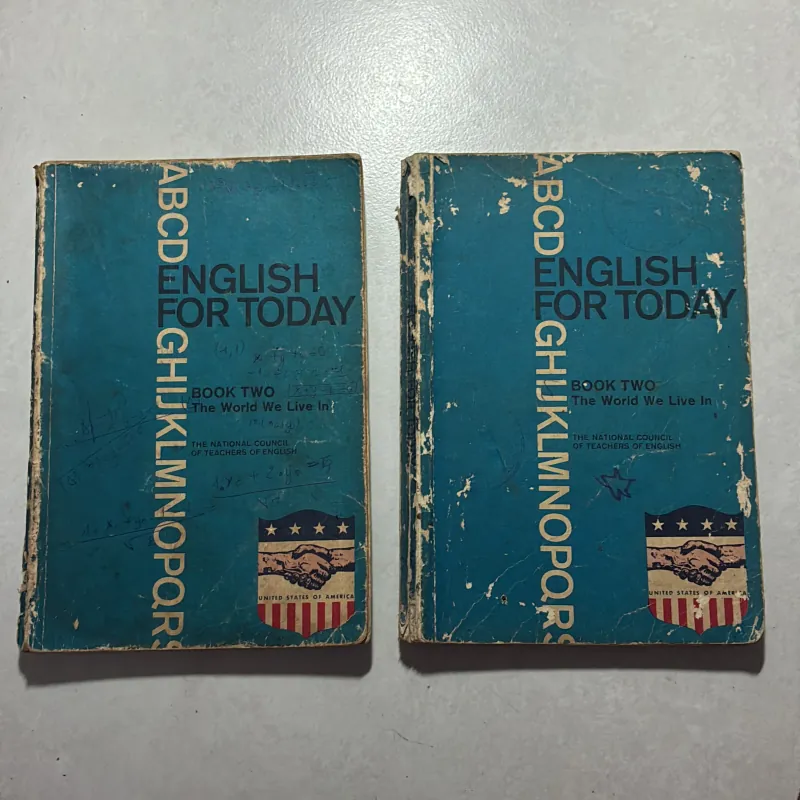 ABCD
ENGLISH
FOR TODAY
GHIJKLMNOPQRS
BOOK TWO
The World We Live In
THE NATIONAL COUNCIL
OF TEACHERS OF ENGLISH
UNITED STATES OF AMERICA
ABCD
ENGLISH
FOR TODAY
GHIJKLMNOPQRS
BOOK TWO
The World We Live In
THE NATIONAL COUNCIL
OF TEACHERS OF ENGLISH
UNITED STATES OF AMERICA